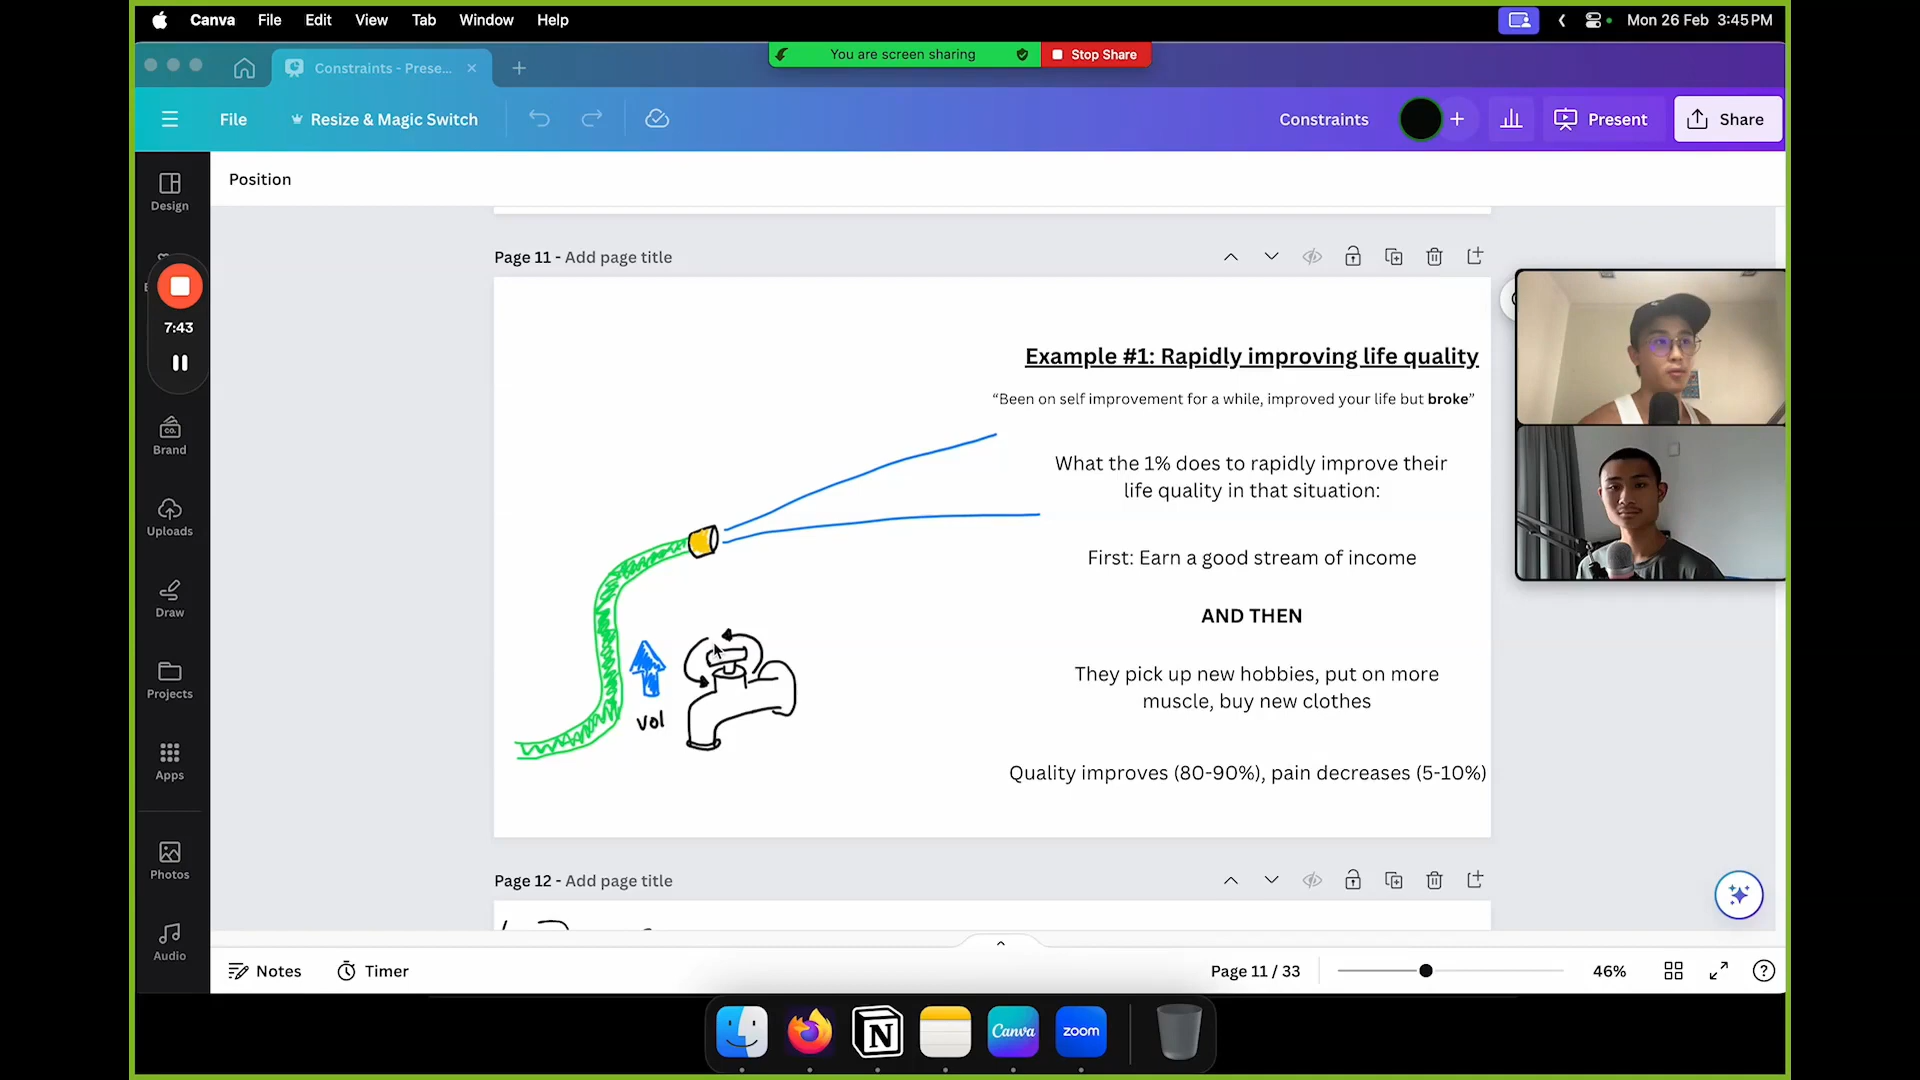 Canva File Edit View Tab Window Help
Mon 26 Feb 3:45 PM
You are screen sharing
Stop Share
Constraints - Prese...
File
Resize & Magic Switch
Constraints
Present
Share
Position
Design
7:43
Brand
Uploads
Draw
Projects
Apps
Photos
Audio
Page 11 - Add page title
Example #1: Rapidly improving life quality
“Been on self improvement for a while, improved your life but broke”
What the 1% does to rapidly improve their
life quality in that situation:
First: Earn a good stream of income
AND THEN
They pick up new hobbies, put on more
muscle, buy new clothes
Quality improves (80-90%), pain decreases (5-10%)
vol
Page 12 - Add page title
Notes
Timer
Page 11 / 33
46%
CO.
Canva
zoom